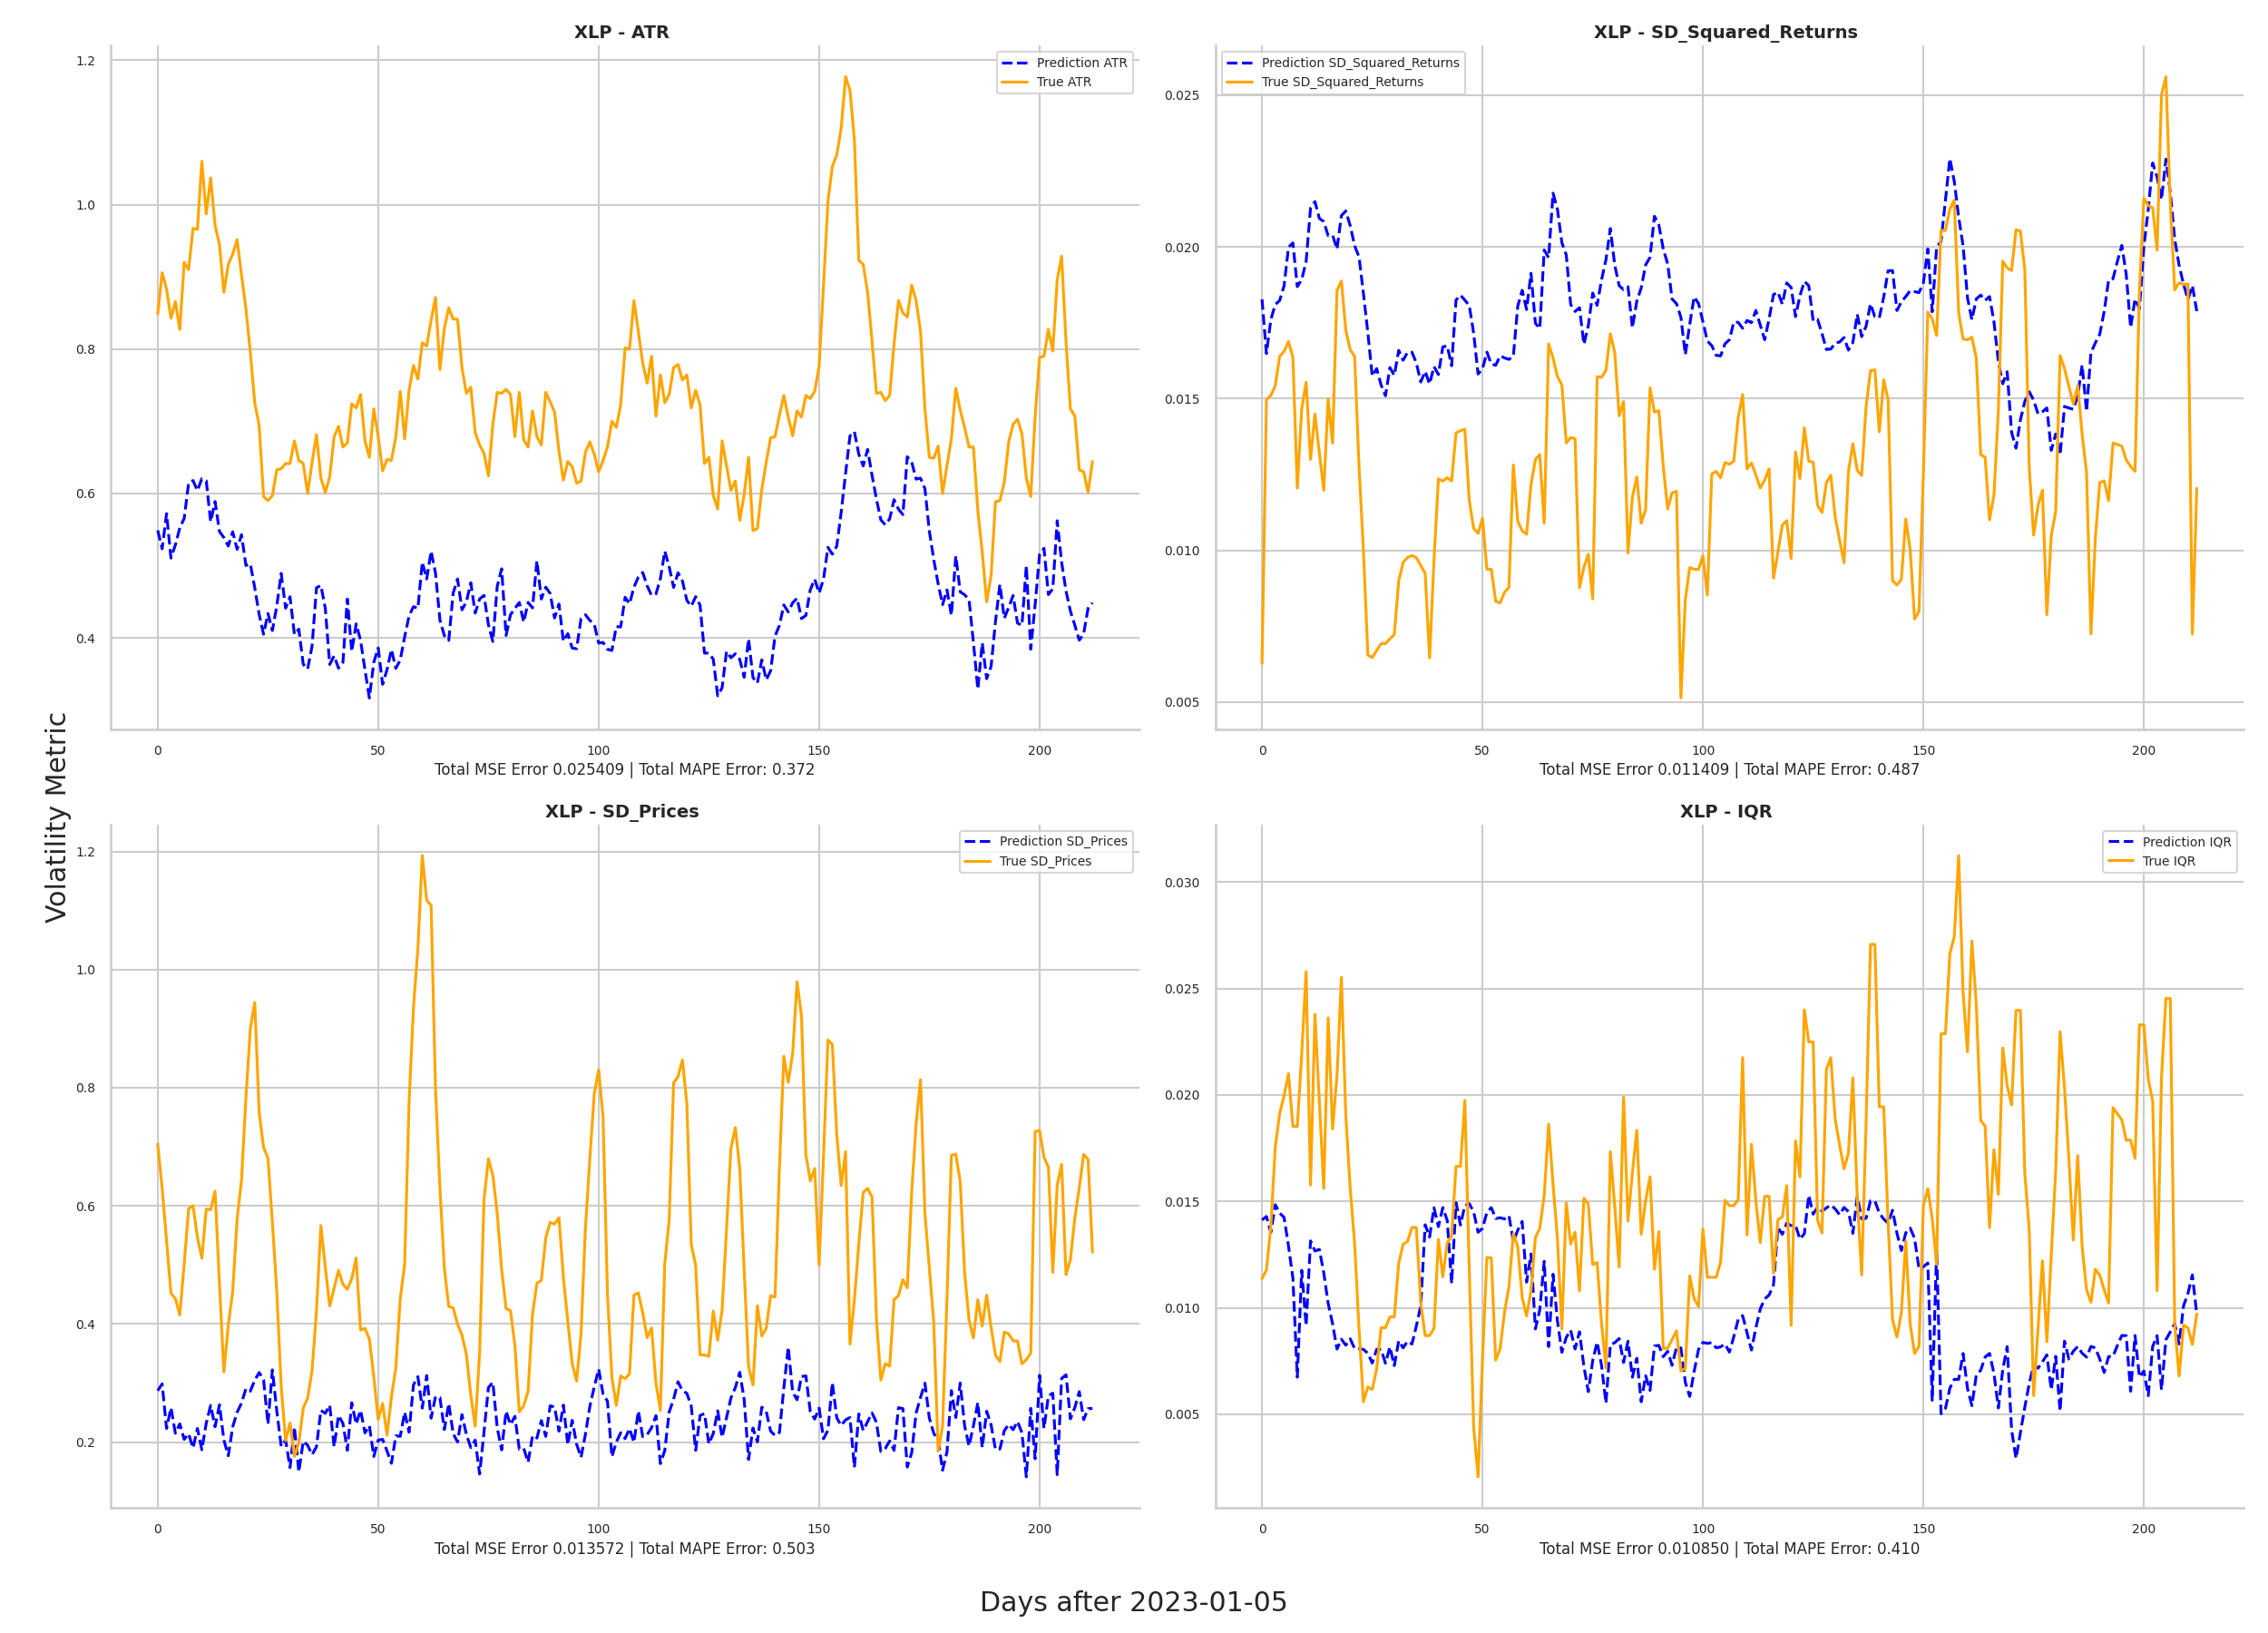 XLP - ATR
Prediction ATR
True ATR
1.2
1.0
0.8
0.6
0.4
0
50
100
150
200
Total MSE Error 0.025409 | Total MAPE Error: 0.372
XLP - SD_Squared_Returns
Prediction SD_Squared_Returns
True SD_Squared_Returns
0.025
0.020
0.015
0.010
0.005
0
50
100
150
200
Total MSE Error 0.011409 | Total MAPE Error: 0.487
Volatility Metric
XLP - SD_Prices
Prediction SD_Prices
True SD_Prices
1.2
1.0
0.8
0.6
0.4
0.2
0
50
100
150
200
Total MSE Error 0.013572 | Total MAPE Error: 0.503
XLP - IQR
Prediction IQR
True IQR
0.030
0.025
0.020
0.015
0.010
0.005
0
50
100
150
200
Total MSE Error 0.010850 | Total MAPE Error: 0.410
Days after 2023-01-05